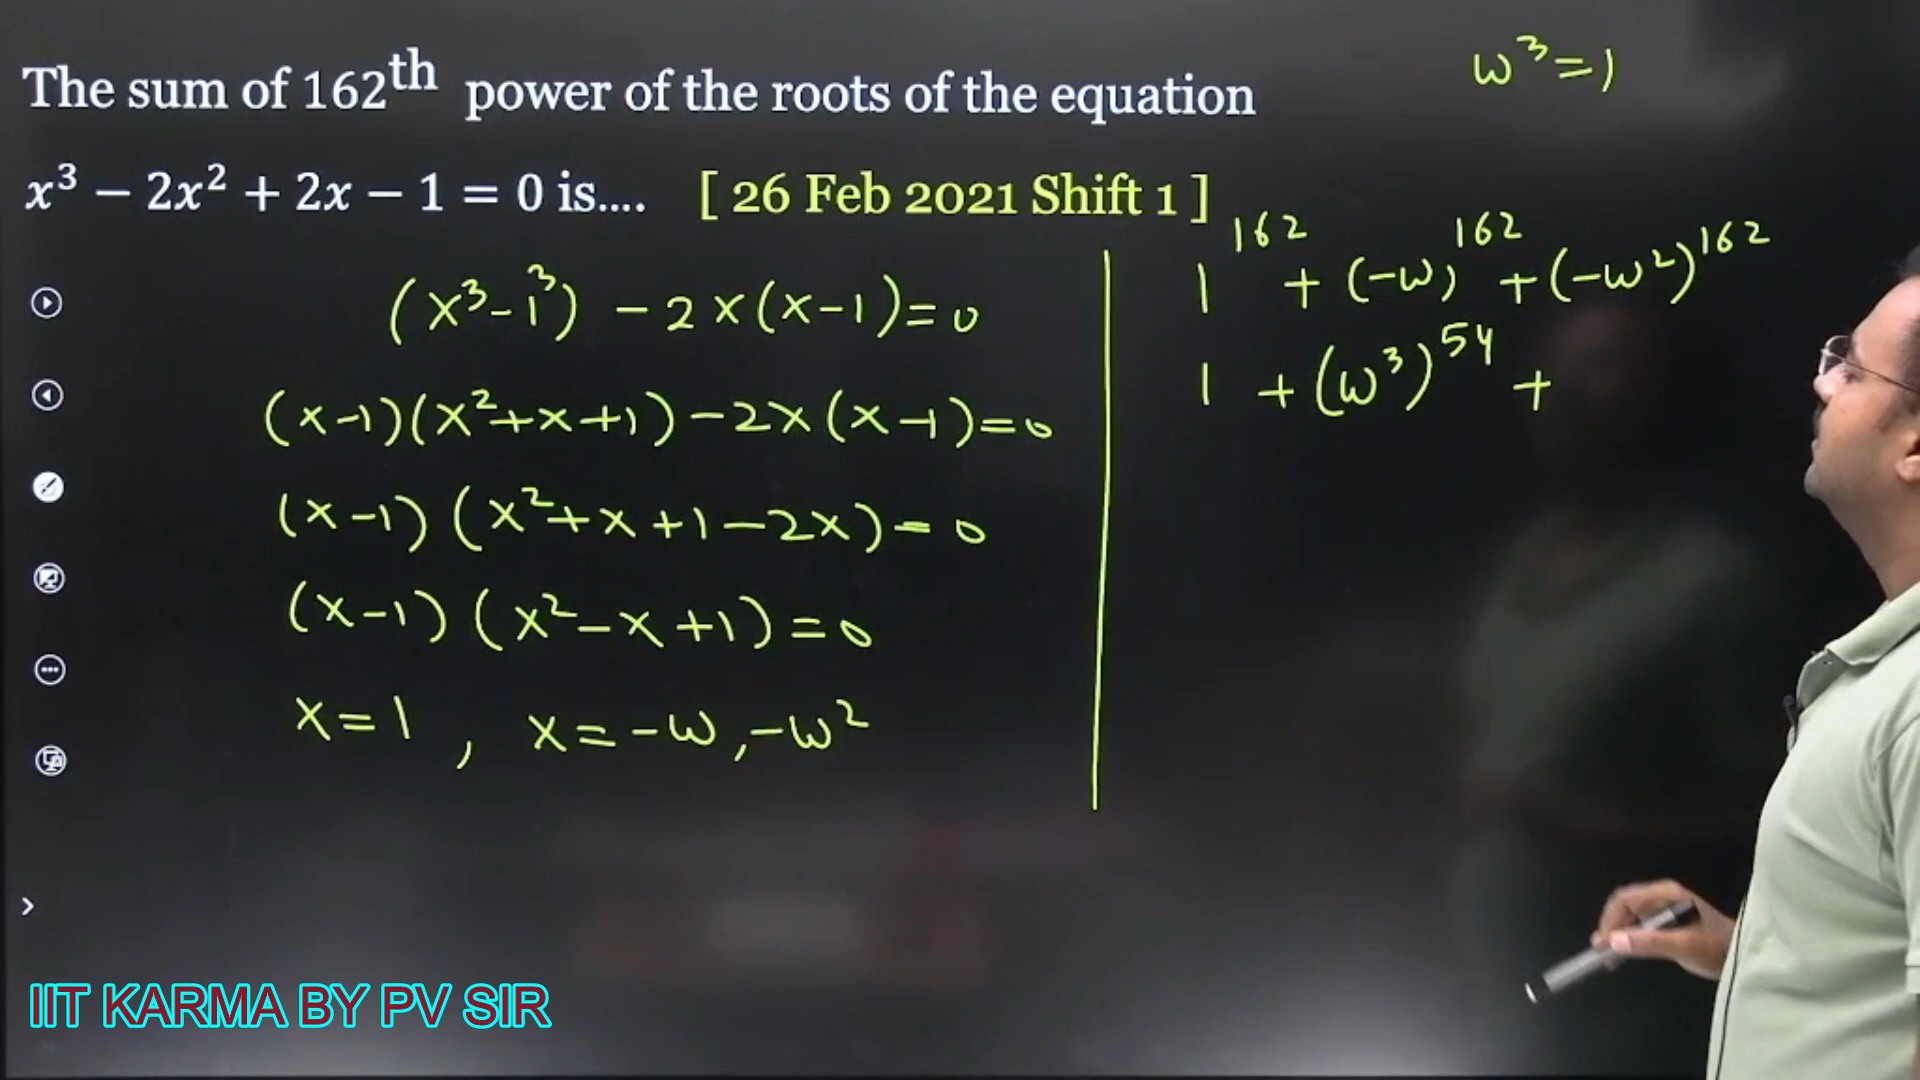 The sum of 162ᵗʰ power of the roots of the equation
x³ − 2x² + 2x − 1 = 0 is.... [ 26 Feb 2021 Shift 1 ]
(x³-1³) - 2x(x-1)=0
(x-1)(x²+x+1)-2x(x-1)=0
(x-1)(x²+x+1-2x)=0
(x-1)(x²-x+1)=0
x=1, x=-ω,-ω²
ω³=1
1¹⁶² + (-ω)¹⁶² + (-ω²)¹⁶²
1 + (ω³)⁵⁴ +
IIT KARMA BY PV SIR